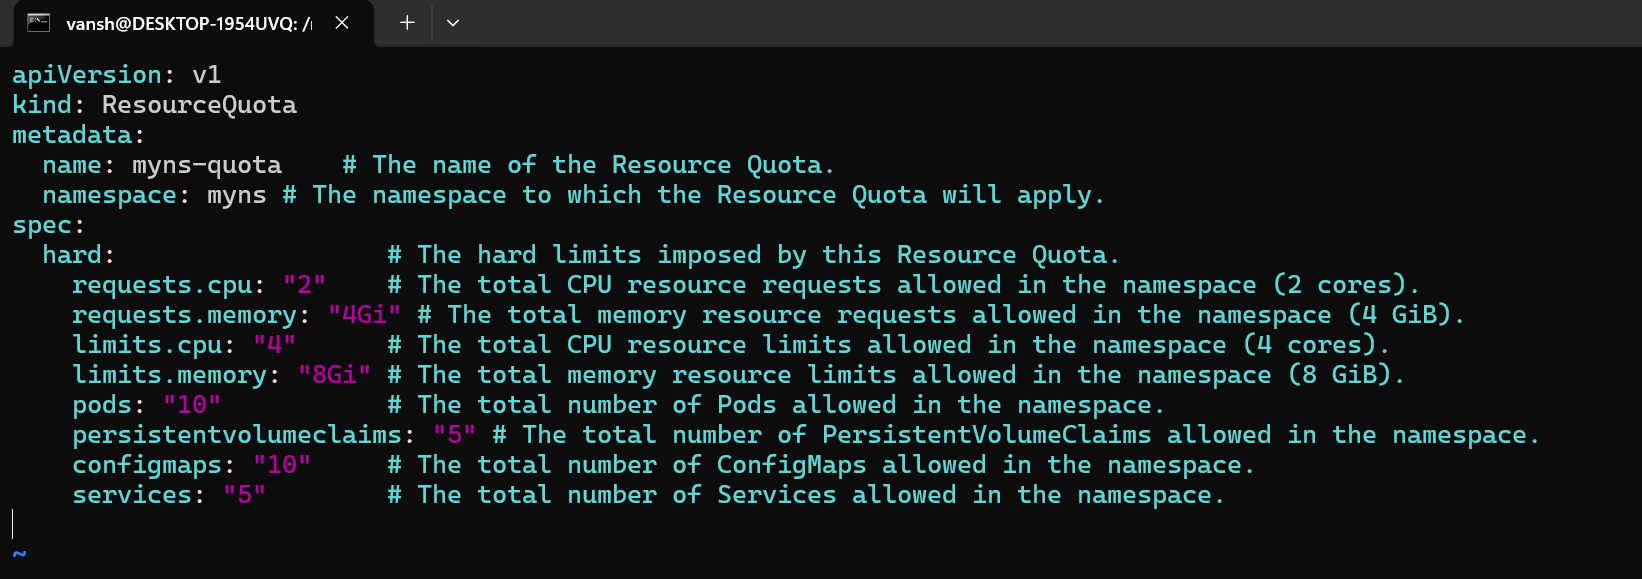 vansh@DESKTOP-1954UVQ: /
apiVersion: v1
kind: ResourceQuota
metadata:
  name: myns-quota    # The name of the Resource Quota.
  namespace: myns # The namespace to which the Resource Quota will apply.
spec:
  hard:                  # The hard limits imposed by this Resource Quota.
    requests.cpu: "2"    # The total CPU resource requests allowed in the namespace (2 cores).
    requests.memory: "4Gi" # The total memory resource requests allowed in the namespace (4 GiB).
    limits.cpu: "4"      # The total CPU resource limits allowed in the namespace (4 cores).
    limits.memory: "8Gi" # The total memory resource limits allowed in the namespace (8 GiB).
    pods: "10"           # The total number of Pods allowed in the namespace.
    persistentvolumeclaims: "5" # The total number of PersistentVolumeClaims allowed in the namespace.
    configmaps: "10"     # The total number of ConfigMaps allowed in the namespace.
    services: "5"        # The total number of Services allowed in the namespace.
~